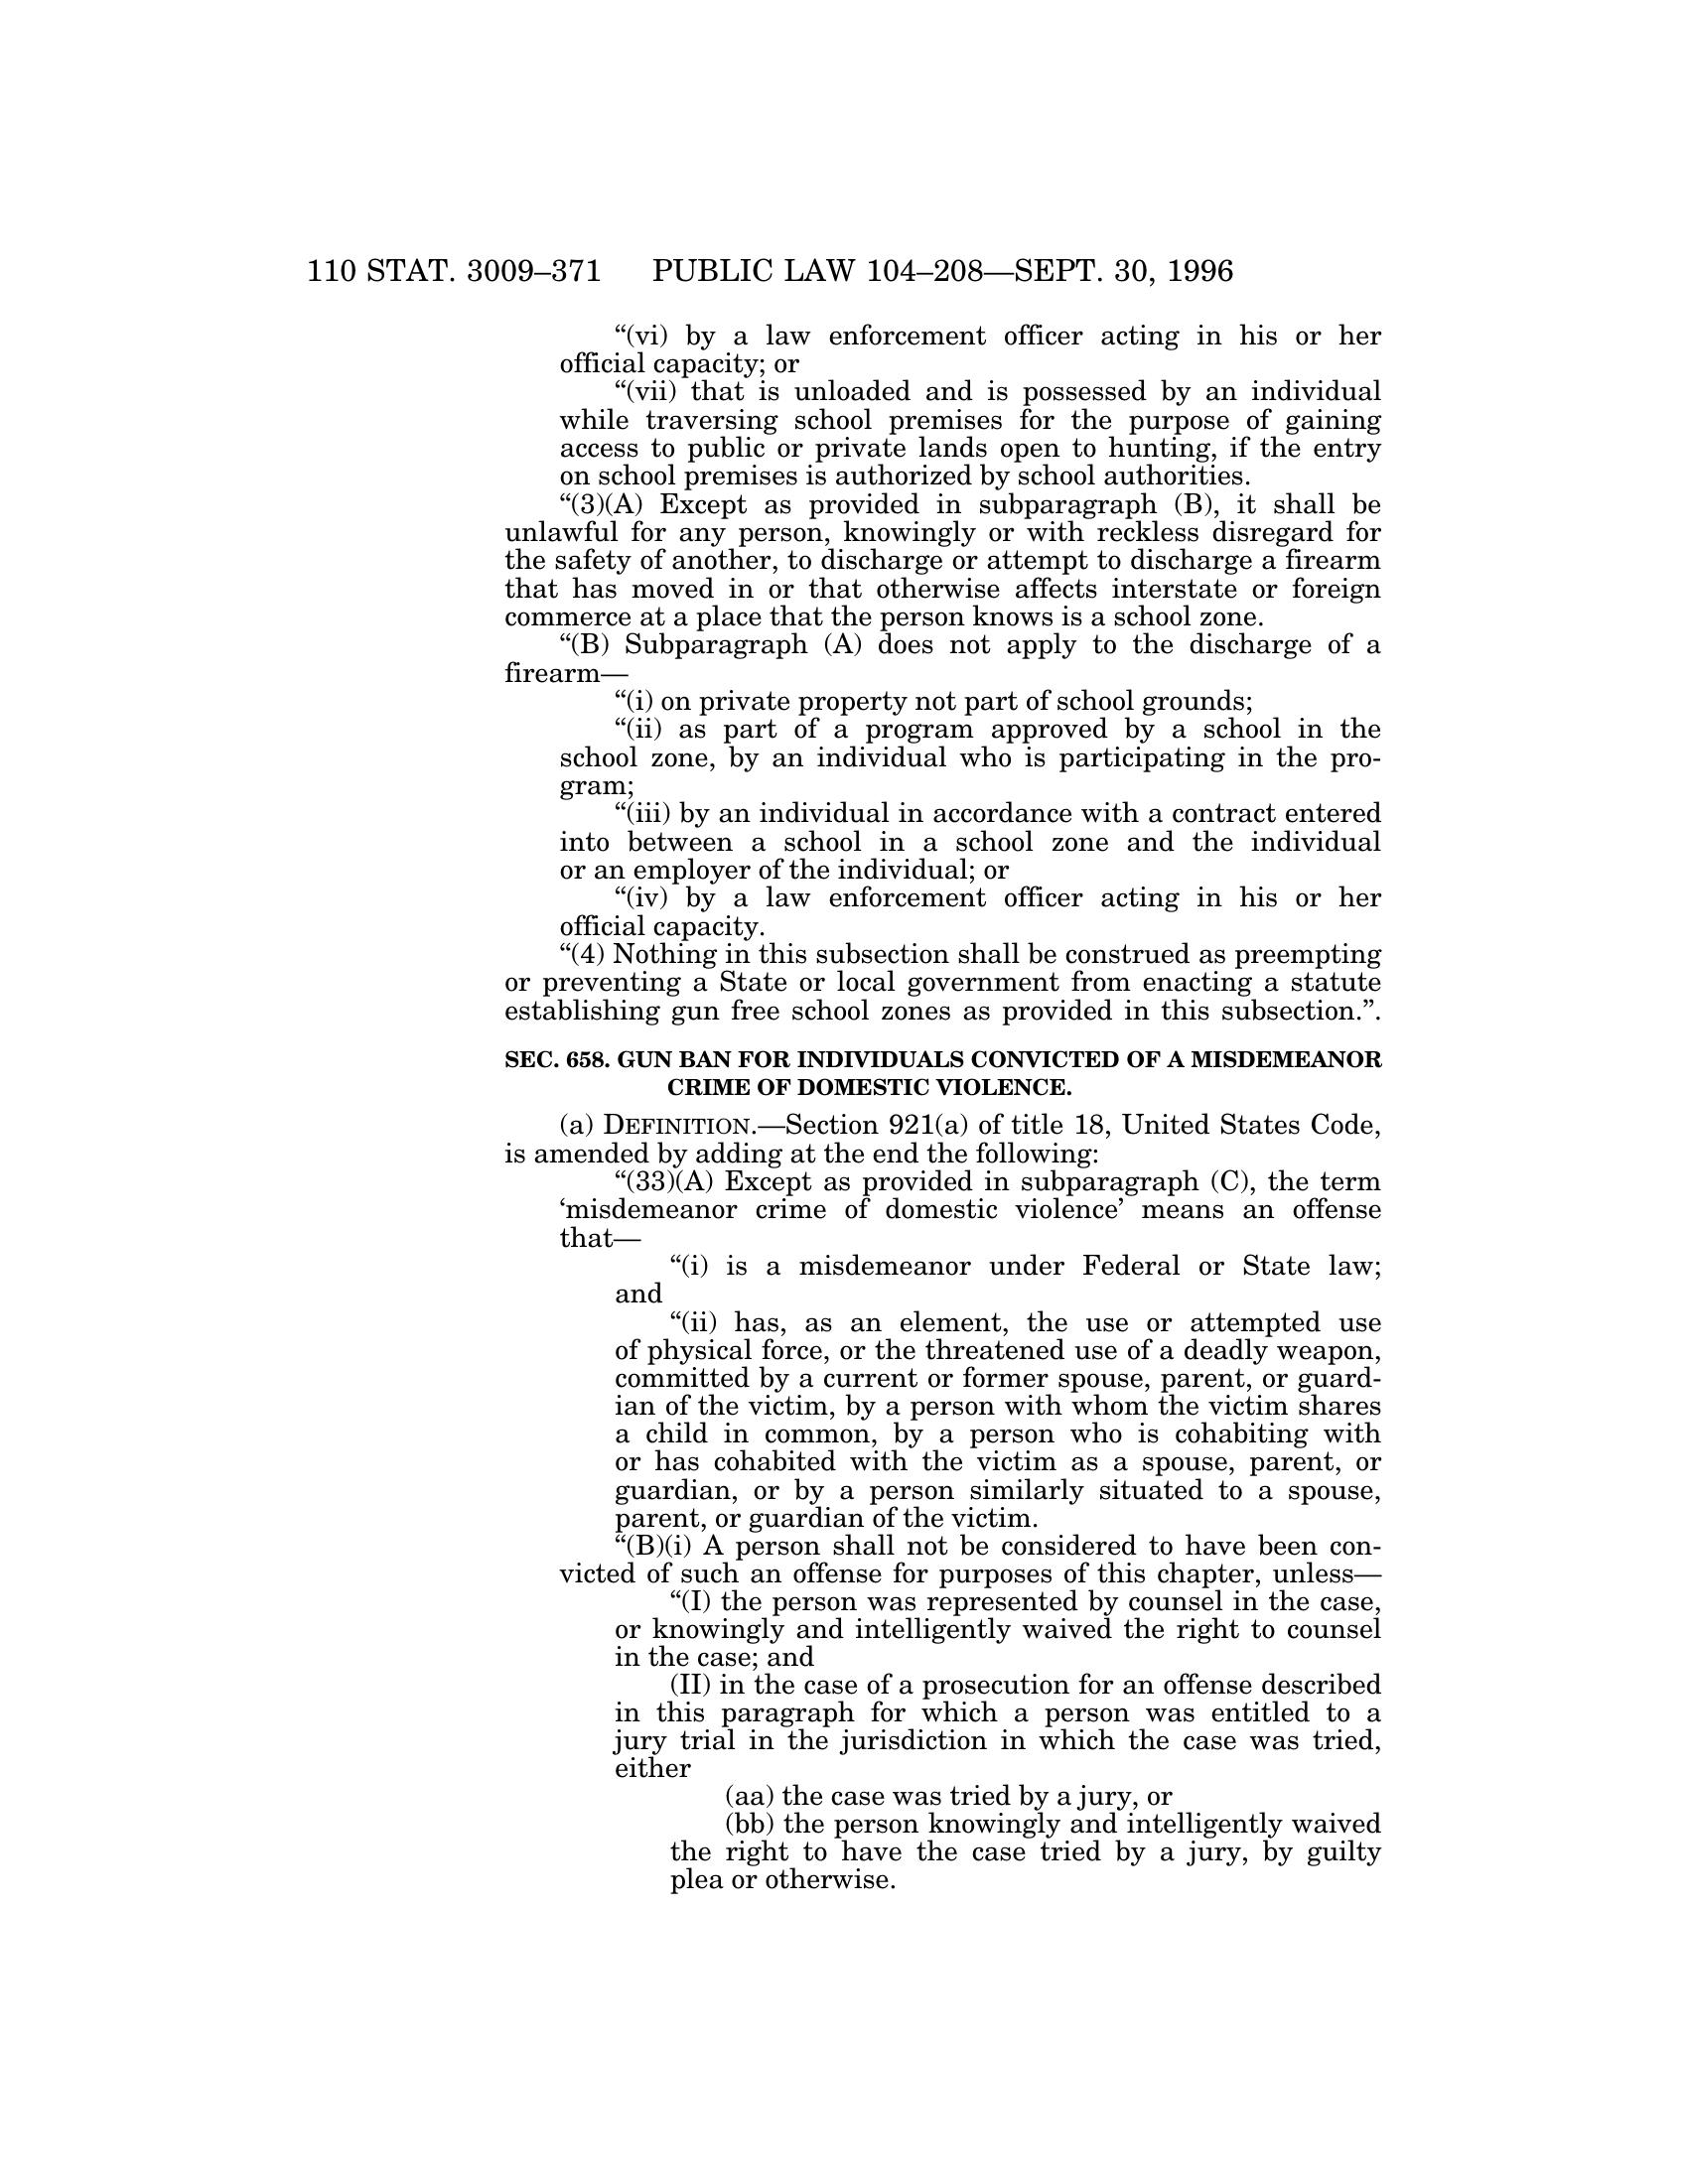 110 STAT. 3009–371 PUBLIC LAW 104–208—SEPT. 30, 1996
“(vi) by a law enforcement officer acting in his or her
official capacity; or
“(vii) that is unloaded and is possessed by an individual
while traversing school premises for the purpose of gaining
access to public or private lands open to hunting, if the entry
on school premises is authorized by school authorities.
“(3)(A) Except as provided in subparagraph (B), it shall be
unlawful for any person, knowingly or with reckless disregard for
the safety of another, to discharge or attempt to discharge a firearm
that has moved in or that otherwise affects interstate or foreign
commerce at a place that the person knows is a school zone.
“(B) Subparagraph (A) does not apply to the discharge of a
firearm—
“(i) on private property not part of school grounds;
“(ii) as part of a program approved by a school in the
school zone, by an individual who is participating in the pro-
gram;
“(iii) by an individual in accordance with a contract entered
into between a school in a school zone and the individual
or an employer of the individual; or
“(iv) by a law enforcement officer acting in his or her
official capacity.
“(4) Nothing in this subsection shall be construed as preempting
or preventing a State or local government from enacting a statute
establishing gun free school zones as provided in this subsection.”.
SEC. 658. GUN BAN FOR INDIVIDUALS CONVICTED OF A MISDEMEANOR
CRIME OF DOMESTIC VIOLENCE.
(a) DEFINITION.—Section 921(a) of title 18, United States Code,
is amended by adding at the end the following:
“(33)(A) Except as provided in subparagraph (C), the term
‘misdemeanor crime of domestic violence’ means an offense
that—
“(i) is a misdemeanor under Federal or State law;
and
“(ii) has, as an element, the use or attempted use
of physical force, or the threatened use of a deadly weapon,
committed by a current or former spouse, parent, or guard-
ian of the victim, by a person with whom the victim shares
a child in common, by a person who is cohabiting with
or has cohabited with the victim as a spouse, parent, or
guardian, or by a person similarly situated to a spouse,
parent, or guardian of the victim.
“(B)(i) A person shall not be considered to have been con-
victed of such an offense for purposes of this chapter, unless—
“(I) the person was represented by counsel in the case,
or knowingly and intelligently waived the right to counsel
in the case; and
(II) in the case of a prosecution for an offense described
in this paragraph for which a person was entitled to a
jury trial in the jurisdiction in which the case was tried,
either
(aa) the case was tried by a jury, or
(bb) the person knowingly and intelligently waived
the right to have the case tried by a jury, by guilty
plea or otherwise.